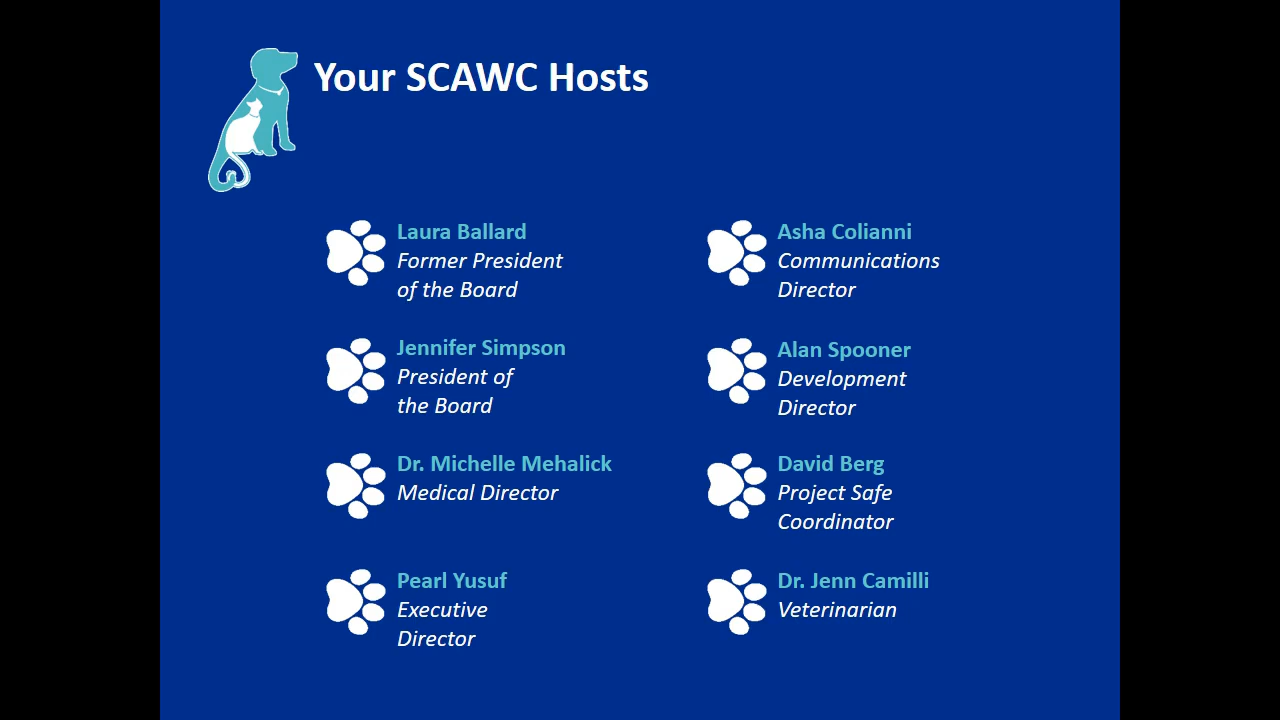 Your SCAWC Hosts
Laura Ballard
Former President
of the Board
Jennifer Simpson
President of
the Board
Dr. Michelle Mehalick
Medical Director
Pearl Yusuf
Executive
Director
Asha Colianni
Communications
Director
Alan Spooner
Development
Director
David Berg
Project Safe
Coordinator
Dr. Jenn Camilli
Veterinarian